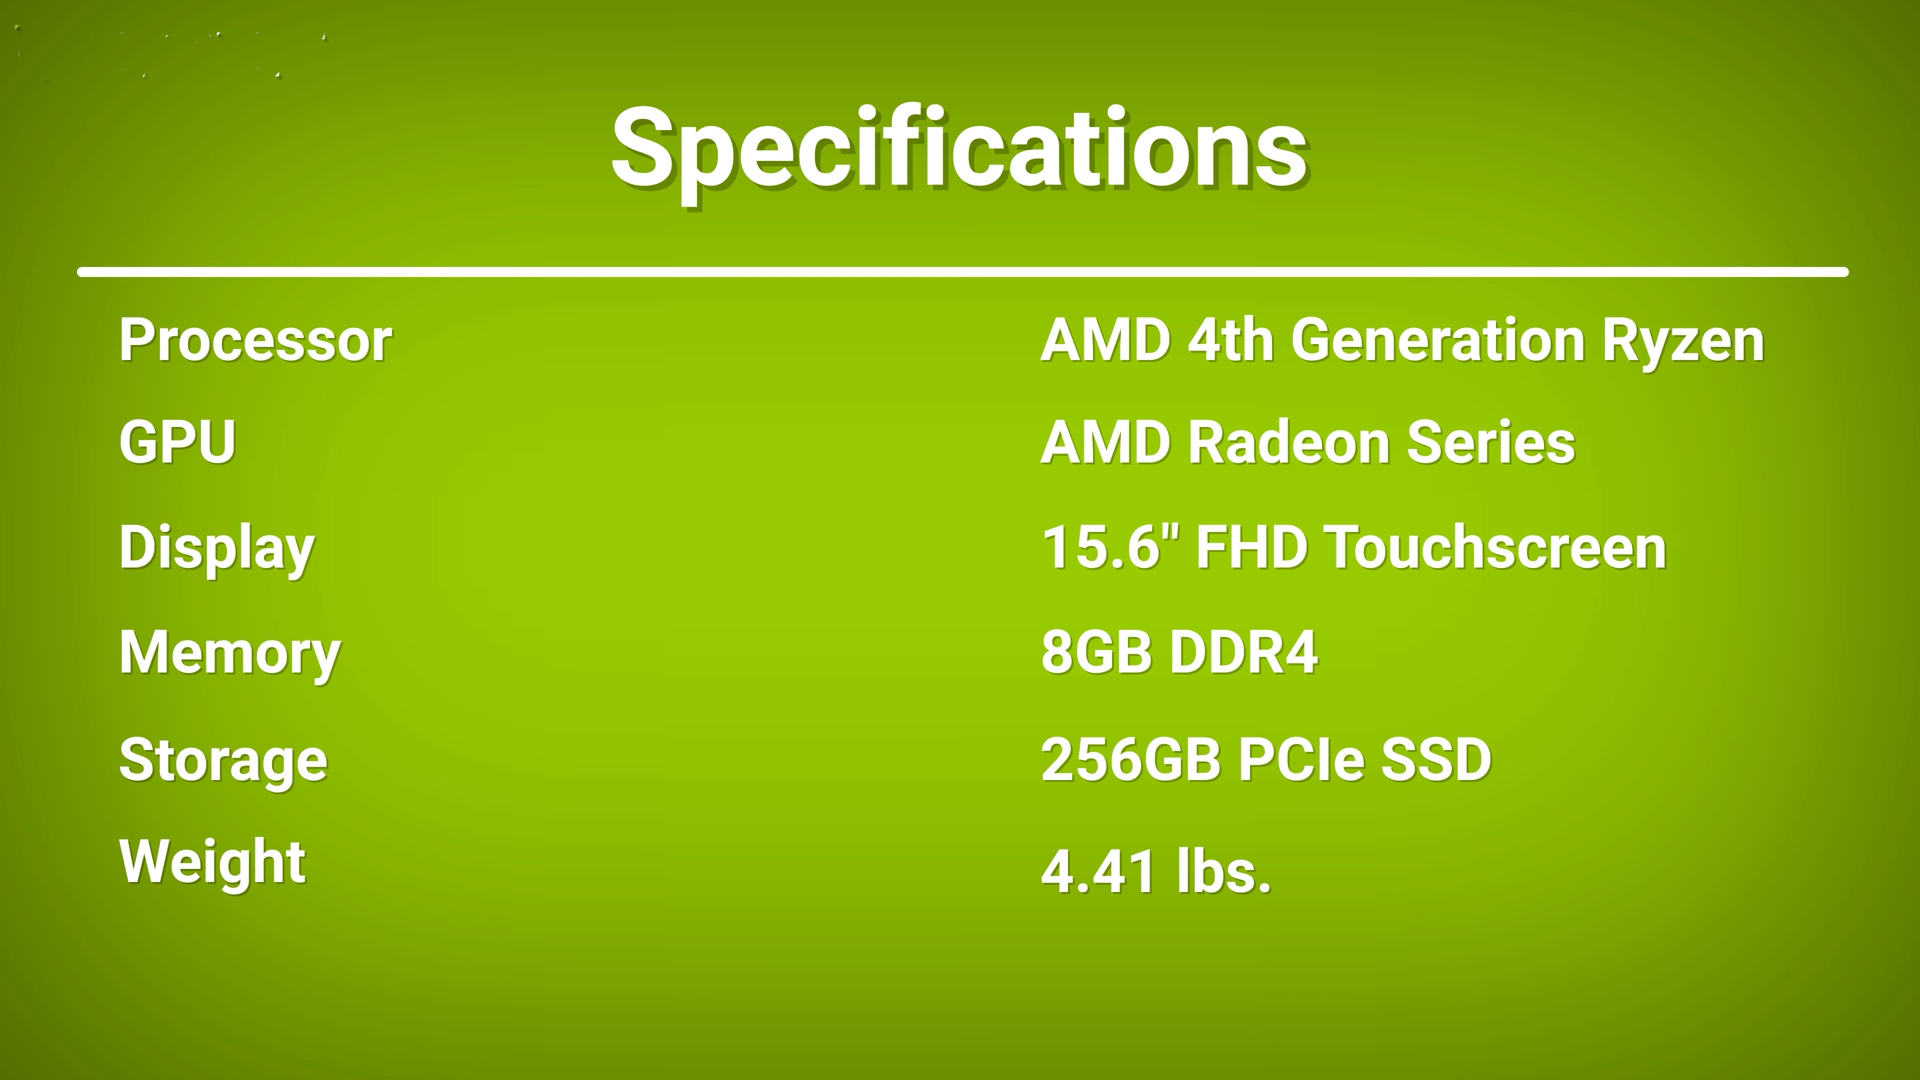 Specifications
Processor AMD 4th Generation Ryzen
GPU AMD Radeon Series
Display 15.6" FHD Touchscreen
Memory 8GB DDR4
Storage 256GB PCIe SSD
Weight 4.41 lbs.